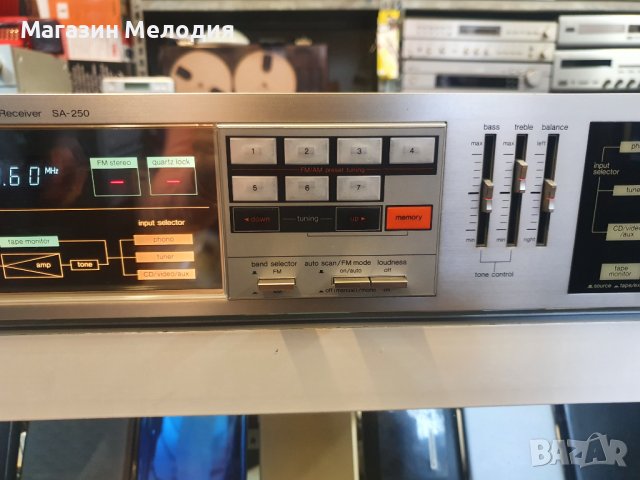 Магазин Мелодия
Receiver SA-250
.60 MHz
FM stereo
quartz lock
input selector
tape monitor
phono
amp
tone
tuner
CD/video/aux
1
2
3
4
FM/AM preset tuning
5
6
7
◄ down
tuning
up ►
memory
band selector
FM
auto scan/FM mode
on/auto
off (manual)/mono
loudness
off
on
bass
treble
balance
max
max
left
min
min
right
tone control
input
selector
phono
tuner
CD/video
/aux
tape monitor
source
tape/ex
BAZAR